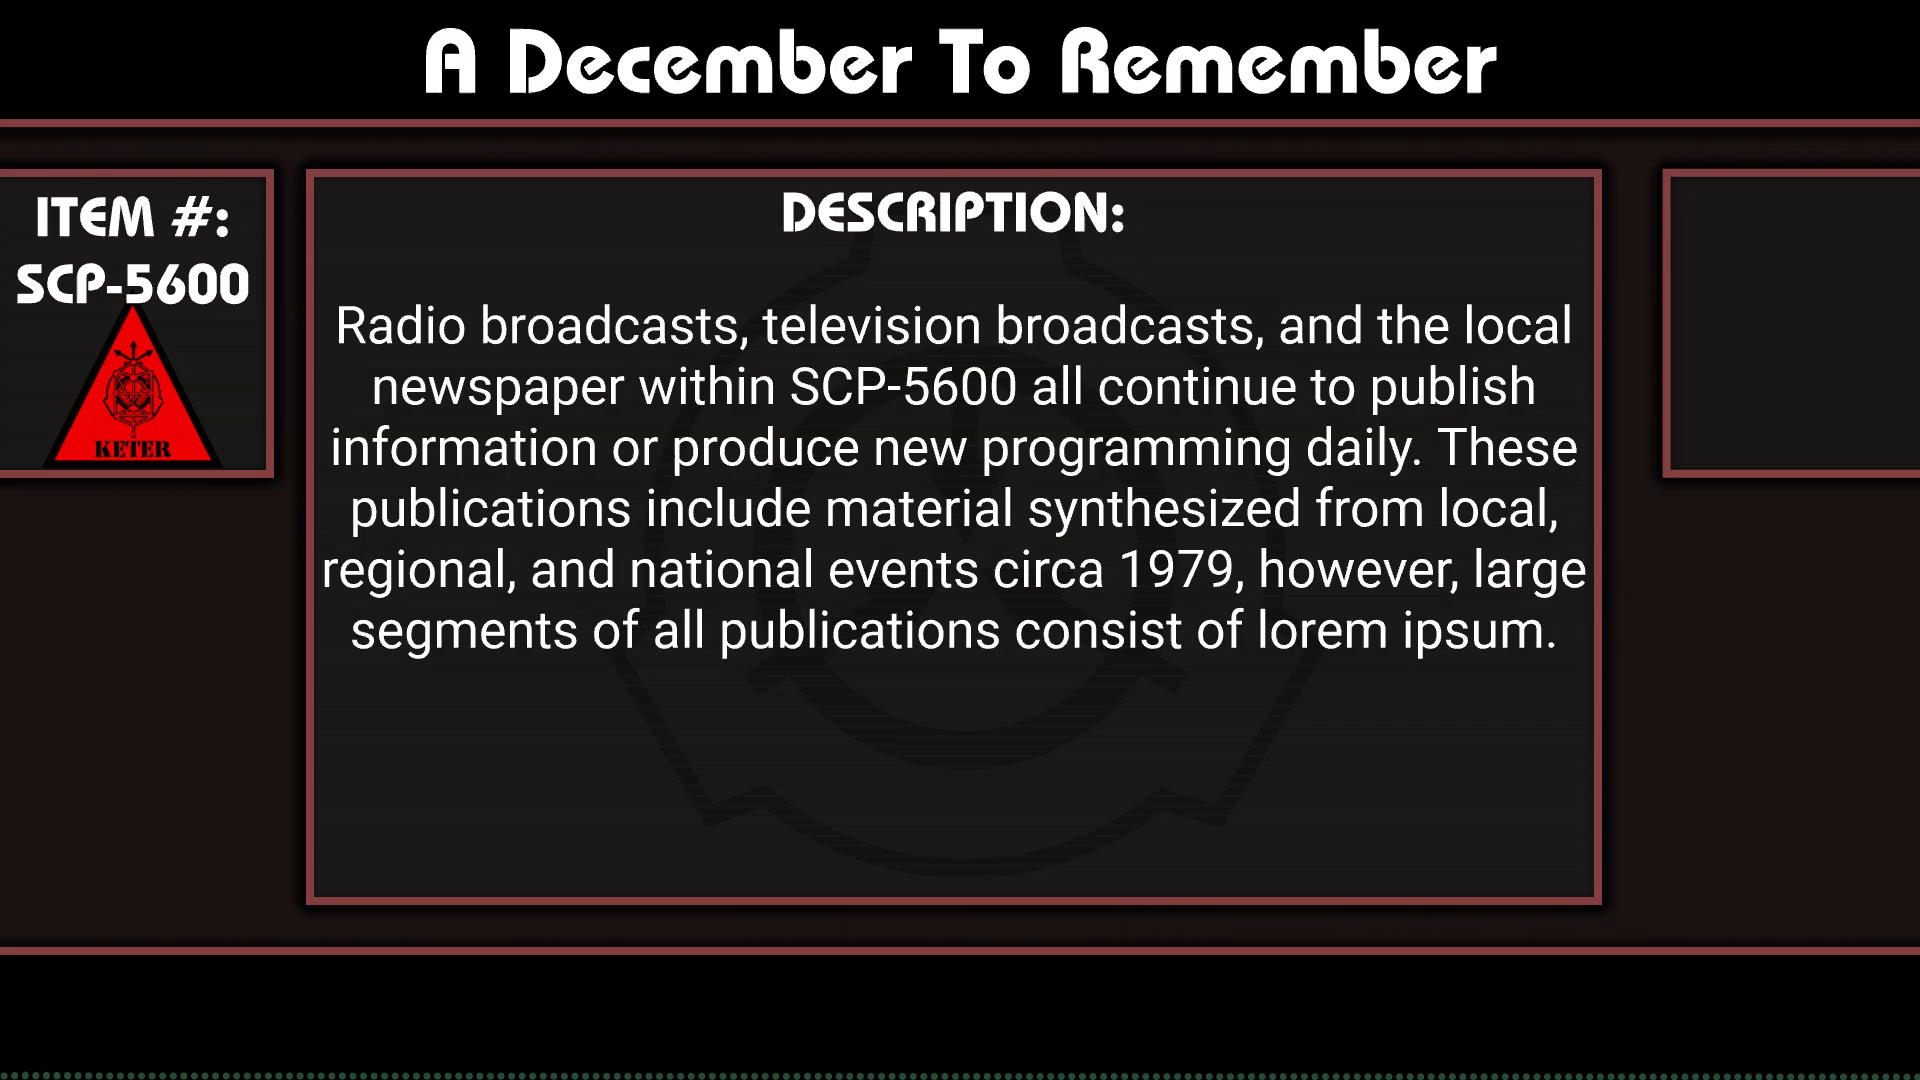 A December To Remember
ITEM #:
SCP-5600
KETER
DESCRIPTION:
Radio broadcasts, television broadcasts, and the local
newspaper within SCP-5600 all continue to publish
information or produce new programming daily. These
publications include material synthesized from local,
regional, and national events circa 1979, however, large
segments of all publications consist of lorem ipsum.